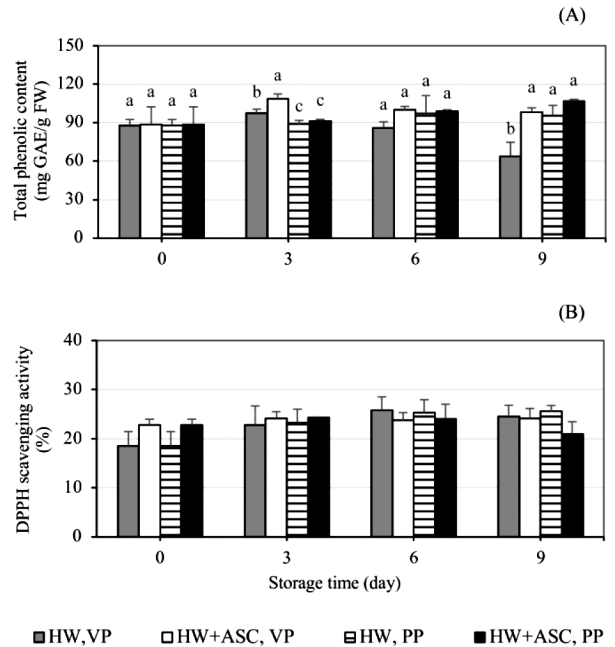 (A)
Total phenolic content
(mg GAE/g FW)
150
120
90
60
30
0
a a a a
b a c c
a a a a
b a a a
0 3 6 9
(B)
DPPH scavenging activity
(%)
40
30
20
10
0
0 3 6 9
Storage time (day)
HW,VP HW+ASC, VP HW, PP HW+ASC, PP